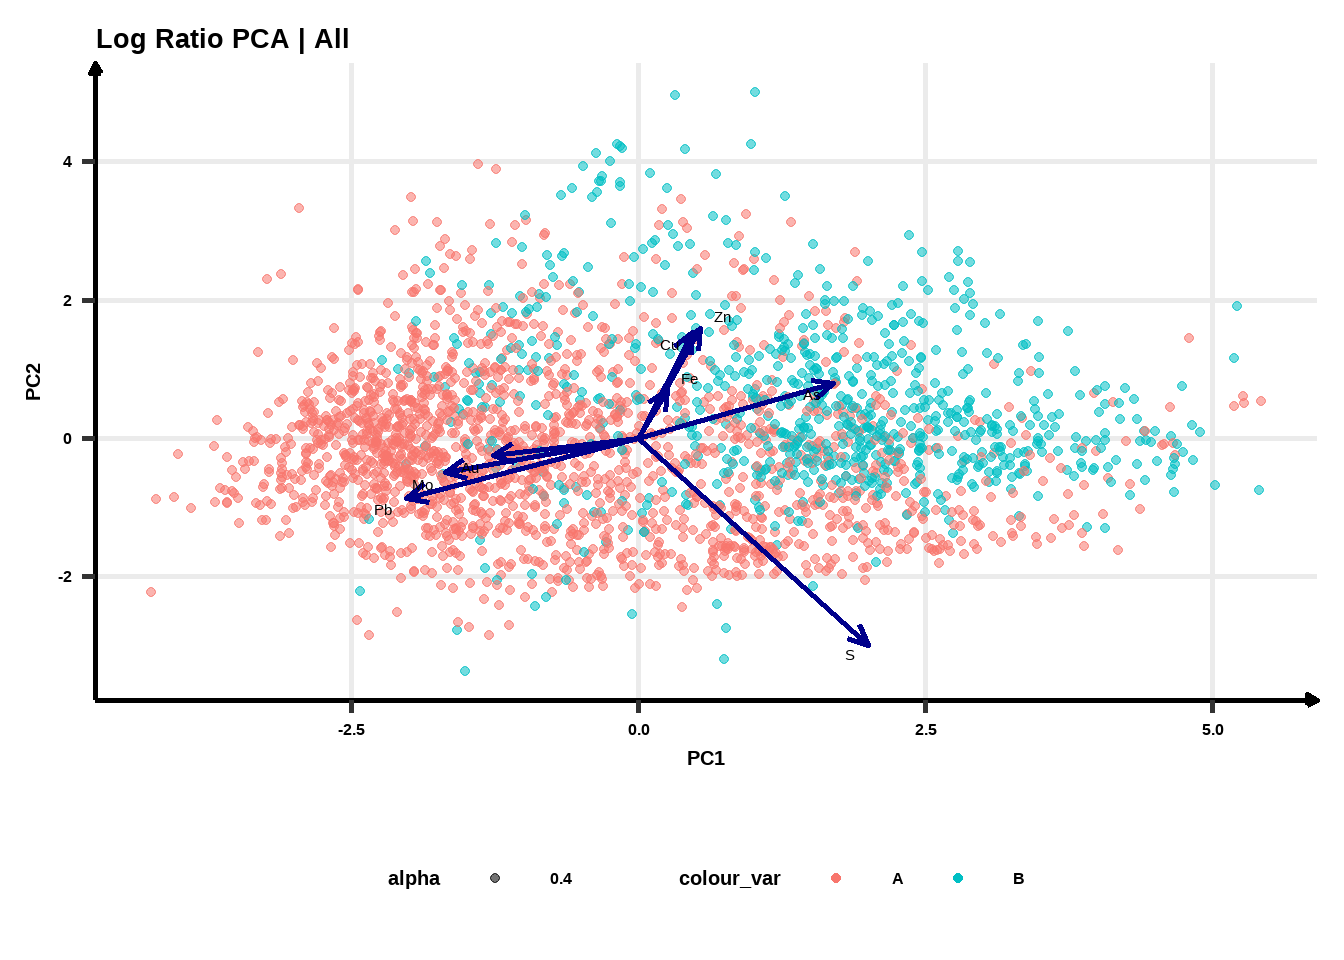 Log Ratio PCA | All
4
2
0
-2
PC2
Zn
Cu
Fe
As
Au
Mo
Pb
S
-2.5 0.0 2.5 5.0
PC1
alpha 0.4 colour_var A B